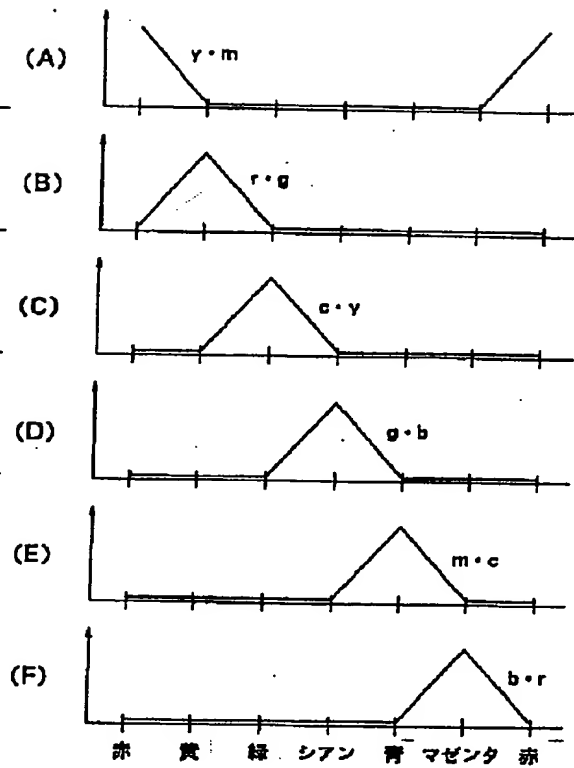 (A)
y・m
(B)
r・g
(C)
c・y
(D)
g・b
(E)
m・c
(F)
b・r
赤 黄 緑 シアン 青 マゼンタ 赤